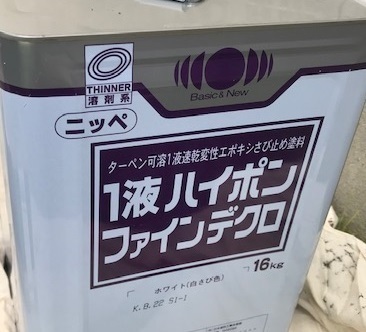 THINNER
溶剤系
Basic & New
ニッペ
ターペン可溶1液速乾変性エポキシさび止め塗料
1液ハイポン
ファインデクロ
16kg
ホワイト(白さび色)